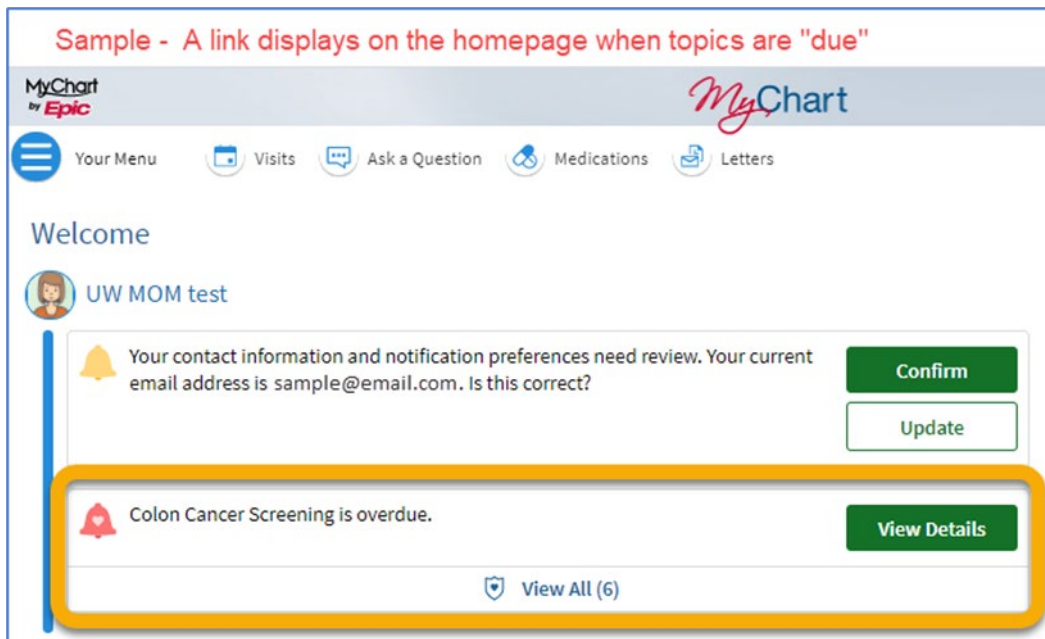 Sample - A link displays on the homepage when topics are "due"
MyChart
by Epic
MyChart
Your Menu
Visits
Ask a Question
Medications
Letters
Welcome
UW MOM test
Your contact information and notification preferences need review. Your current
email address is sample@email.com. Is this correct?
Confirm
Update
Colon Cancer Screening is overdue.
View Details
View All (6)